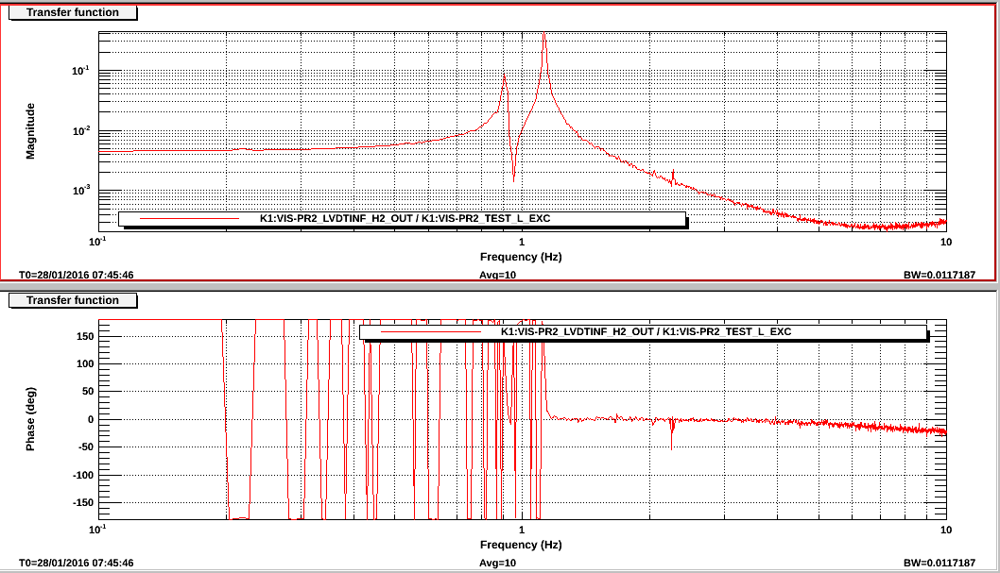 Transfer function
10-1
10-2
10-3
Magnitude
K1:VIS-PR2_LVDTINF_H2_OUT / K1:VIS-PR2_TEST_L_EXC
10-1 1 10
Frequency (Hz)
T0=28/01/2016 07:45:46 Avg=10 BW=0.0117187
Transfer function
150
100
50
0
-50
-100
-150
Phase (deg)
K1:VIS-PR2_LVDTINF_H2_OUT / K1:VIS-PR2_TEST_L_EXC
10-1 1 10
Frequency (Hz)
T0=28/01/2016 07:45:46 Avg=10 BW=0.0117187